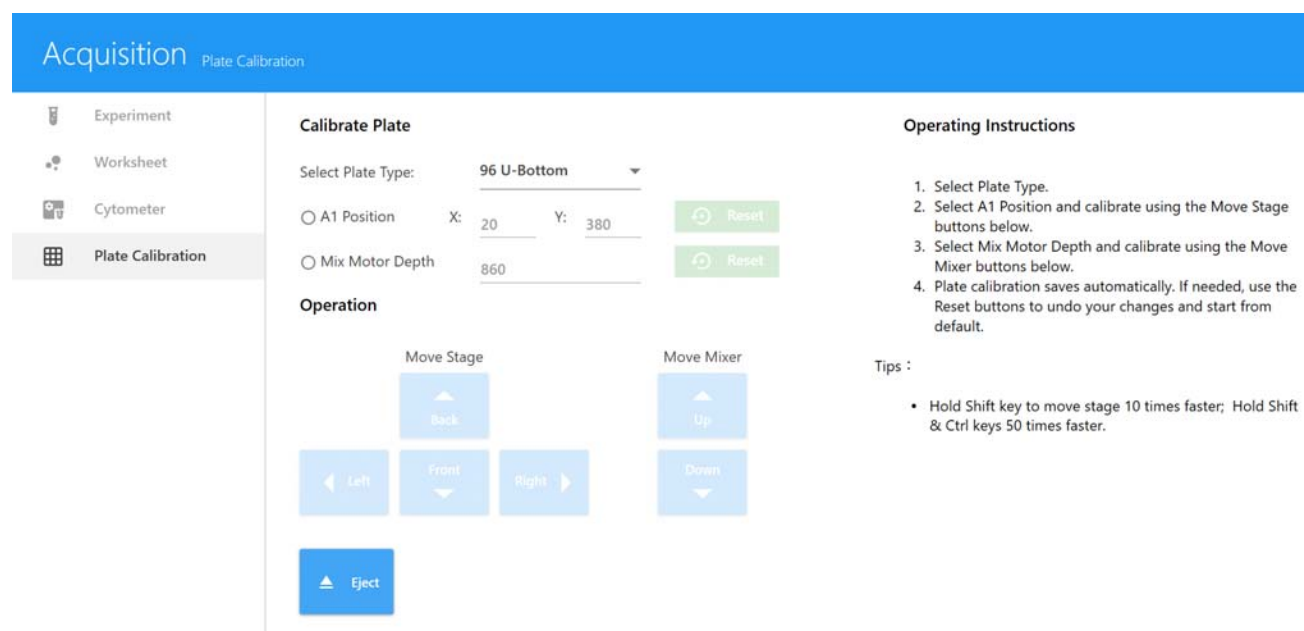 Acquisition Plate Calibration
Experiment
Worksheet
Cytometer
Plate Calibration
Calibrate Plate
Select Plate Type: 96 U-Bottom
A1 Position X: 20 Y: 380 Reset
Mix Motor Depth 860 Reset
Operation
Move Stage Move Mixer
Back Up
Left Front Right Down
Eject
Operating Instructions
1. Select Plate Type.
2. Select A1 Position and calibrate using the Move Stage
buttons below.
3. Select Mix Motor Depth and calibrate using the Move
Mixer buttons below.
4. Plate calibration saves automatically. If needed, use the
Reset buttons to undo your changes and start from
default.
Tips：
• Hold Shift key to move stage 10 times faster; Hold Shift
& Ctrl keys 50 times faster.